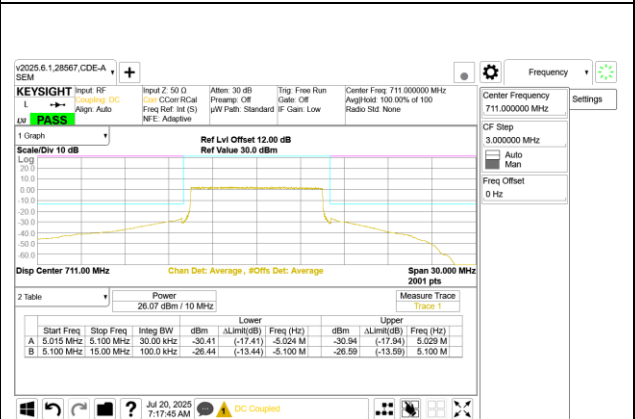 v2025.6.1,28567,CDE-A
SEM
Frequency
KEYSIGHT
Input: RF
Coupling: DC
Align: Auto
Input Z: 50 Ω
Corr CCorr RCal
Freq Ref: Int (S)
NFE: Adaptive
Atten: 30 dB
Preamp: Off
µW Path: Standard
Trig: Free Run
Gate: Off
IF Gain: Low
Center Freq: 711.000000 MHz
Avg|Hold: 100.00% of 100
Radio Std: None
L
LXI
PASS
Center Frequency
711.000000 MHz
Settings
CF Step
3.000000 MHz
Auto
Man
Freq Offset
0 Hz
1 Graph
Scale/Div 10 dB
Ref Lvl Offset 12.00 dB
Ref Value 30.0 dBm
Log
20.0
10.0
0.00
-10.0
-20.0
-30.0
-40.0
-50.0
-60.0
Disp Center 711.00 MHz
Chan Det: Average , #Offs Det: Average
Span 30.000 MHz
2001 pts
2 Table
Power
26.07 dBm / 10 MHz
Measure Trace
Trace 1
Lower Upper
Start Freq Stop Freq Integ BW dBm ΔLimit(dB) Freq (Hz) dBm ΔLimit(dB) Freq (Hz)
A 5.015 MHz 5.100 MHz 30.00 kHz -30.41 (-17.41) -5.024 M -30.94 (-17.94) 5.029 M
B 5.100 MHz 15.00 MHz 100.0 kHz -26.44 (-13.44) -5.100 M -26.59 (-13.59) 5.100 M
?
Jul 20, 2025
7:17:45 AM
DC Coupled